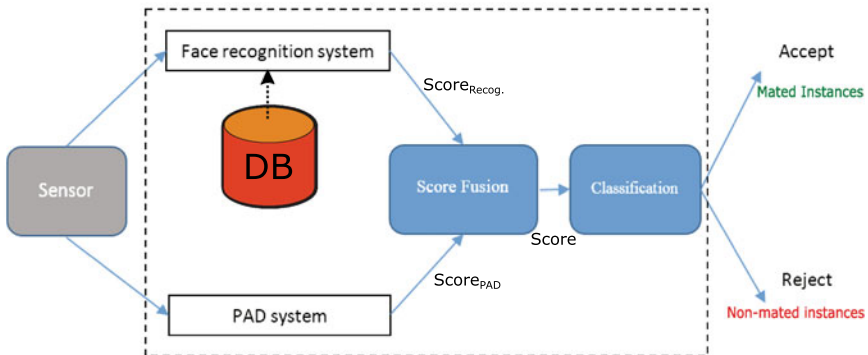 Face recognition system
Accept
Score_Recog.
Mated Instances
DB
Sensor
Score Fusion
Classification
Score
Score_PAD
Reject
PAD system
Non-mated instances